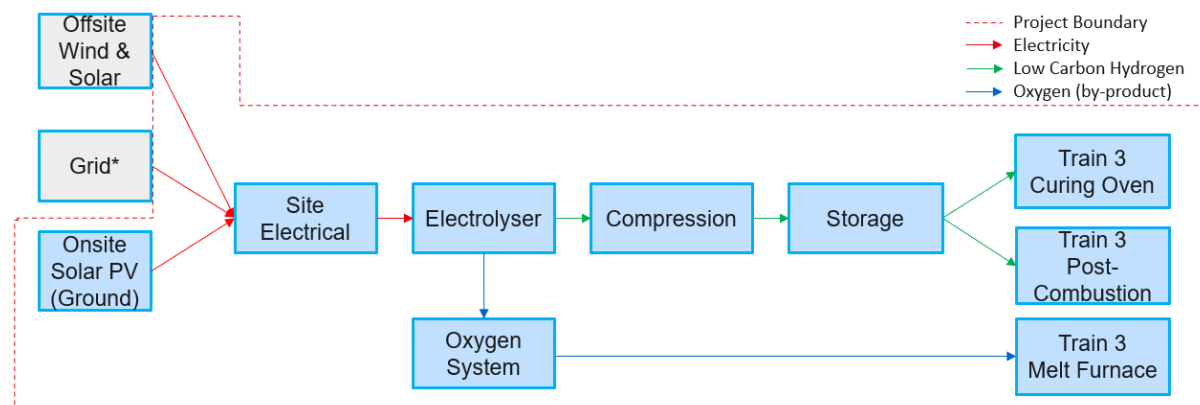 Offsite
Wind &
Solar
Project Boundary
Electricity
Low Carbon Hydrogen
Oxygen (by-product)
Grid*
Onsite
Solar PV
(Ground)
Site
Electrical
Electrolyser
Compression
Storage
Train 3
Curing Oven
Train 3
Post-
Combustion
Oxygen
System
Train 3
Melt Furnace